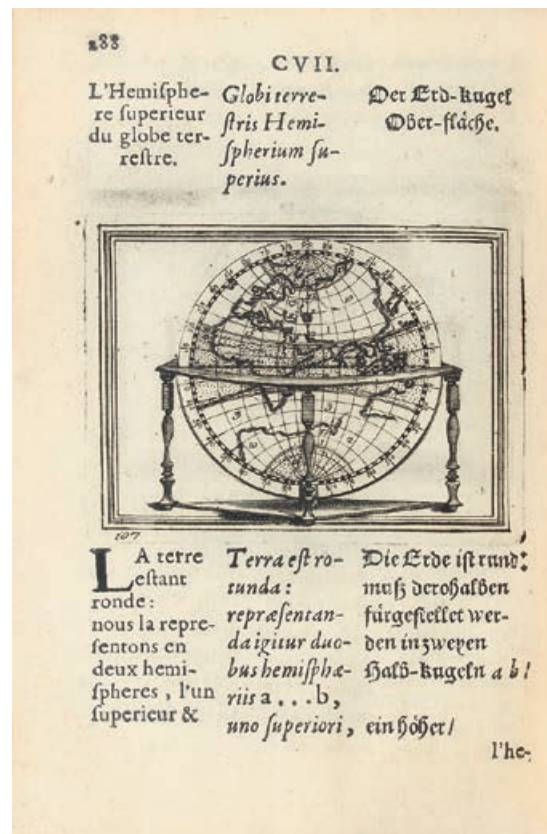 288
CVII.
L'Hemiſphe-
re ſuperieur
du globe ter-
reſtre.
Globi terre-
ſtris Hemi-
ſpherium ſu-
perius.
Der Erd-kugel
Ober-fläche.
107
LA terre
eſtant
ronde:
nous la repre-
ſentons en
deux hemi-
ſpheres, l'un
ſuperieur &
Terra eſt ro-
tunda:
repræſentan-
da igitur duo-
bus hemiſphæ-
riis a . . . b,
uno ſuperiori,
Die Erde iſt rund:
muß derohalben
fürgeſtellet wer-
den in zweyen
Halb-kugeln a b /
ein höher /
l'he-